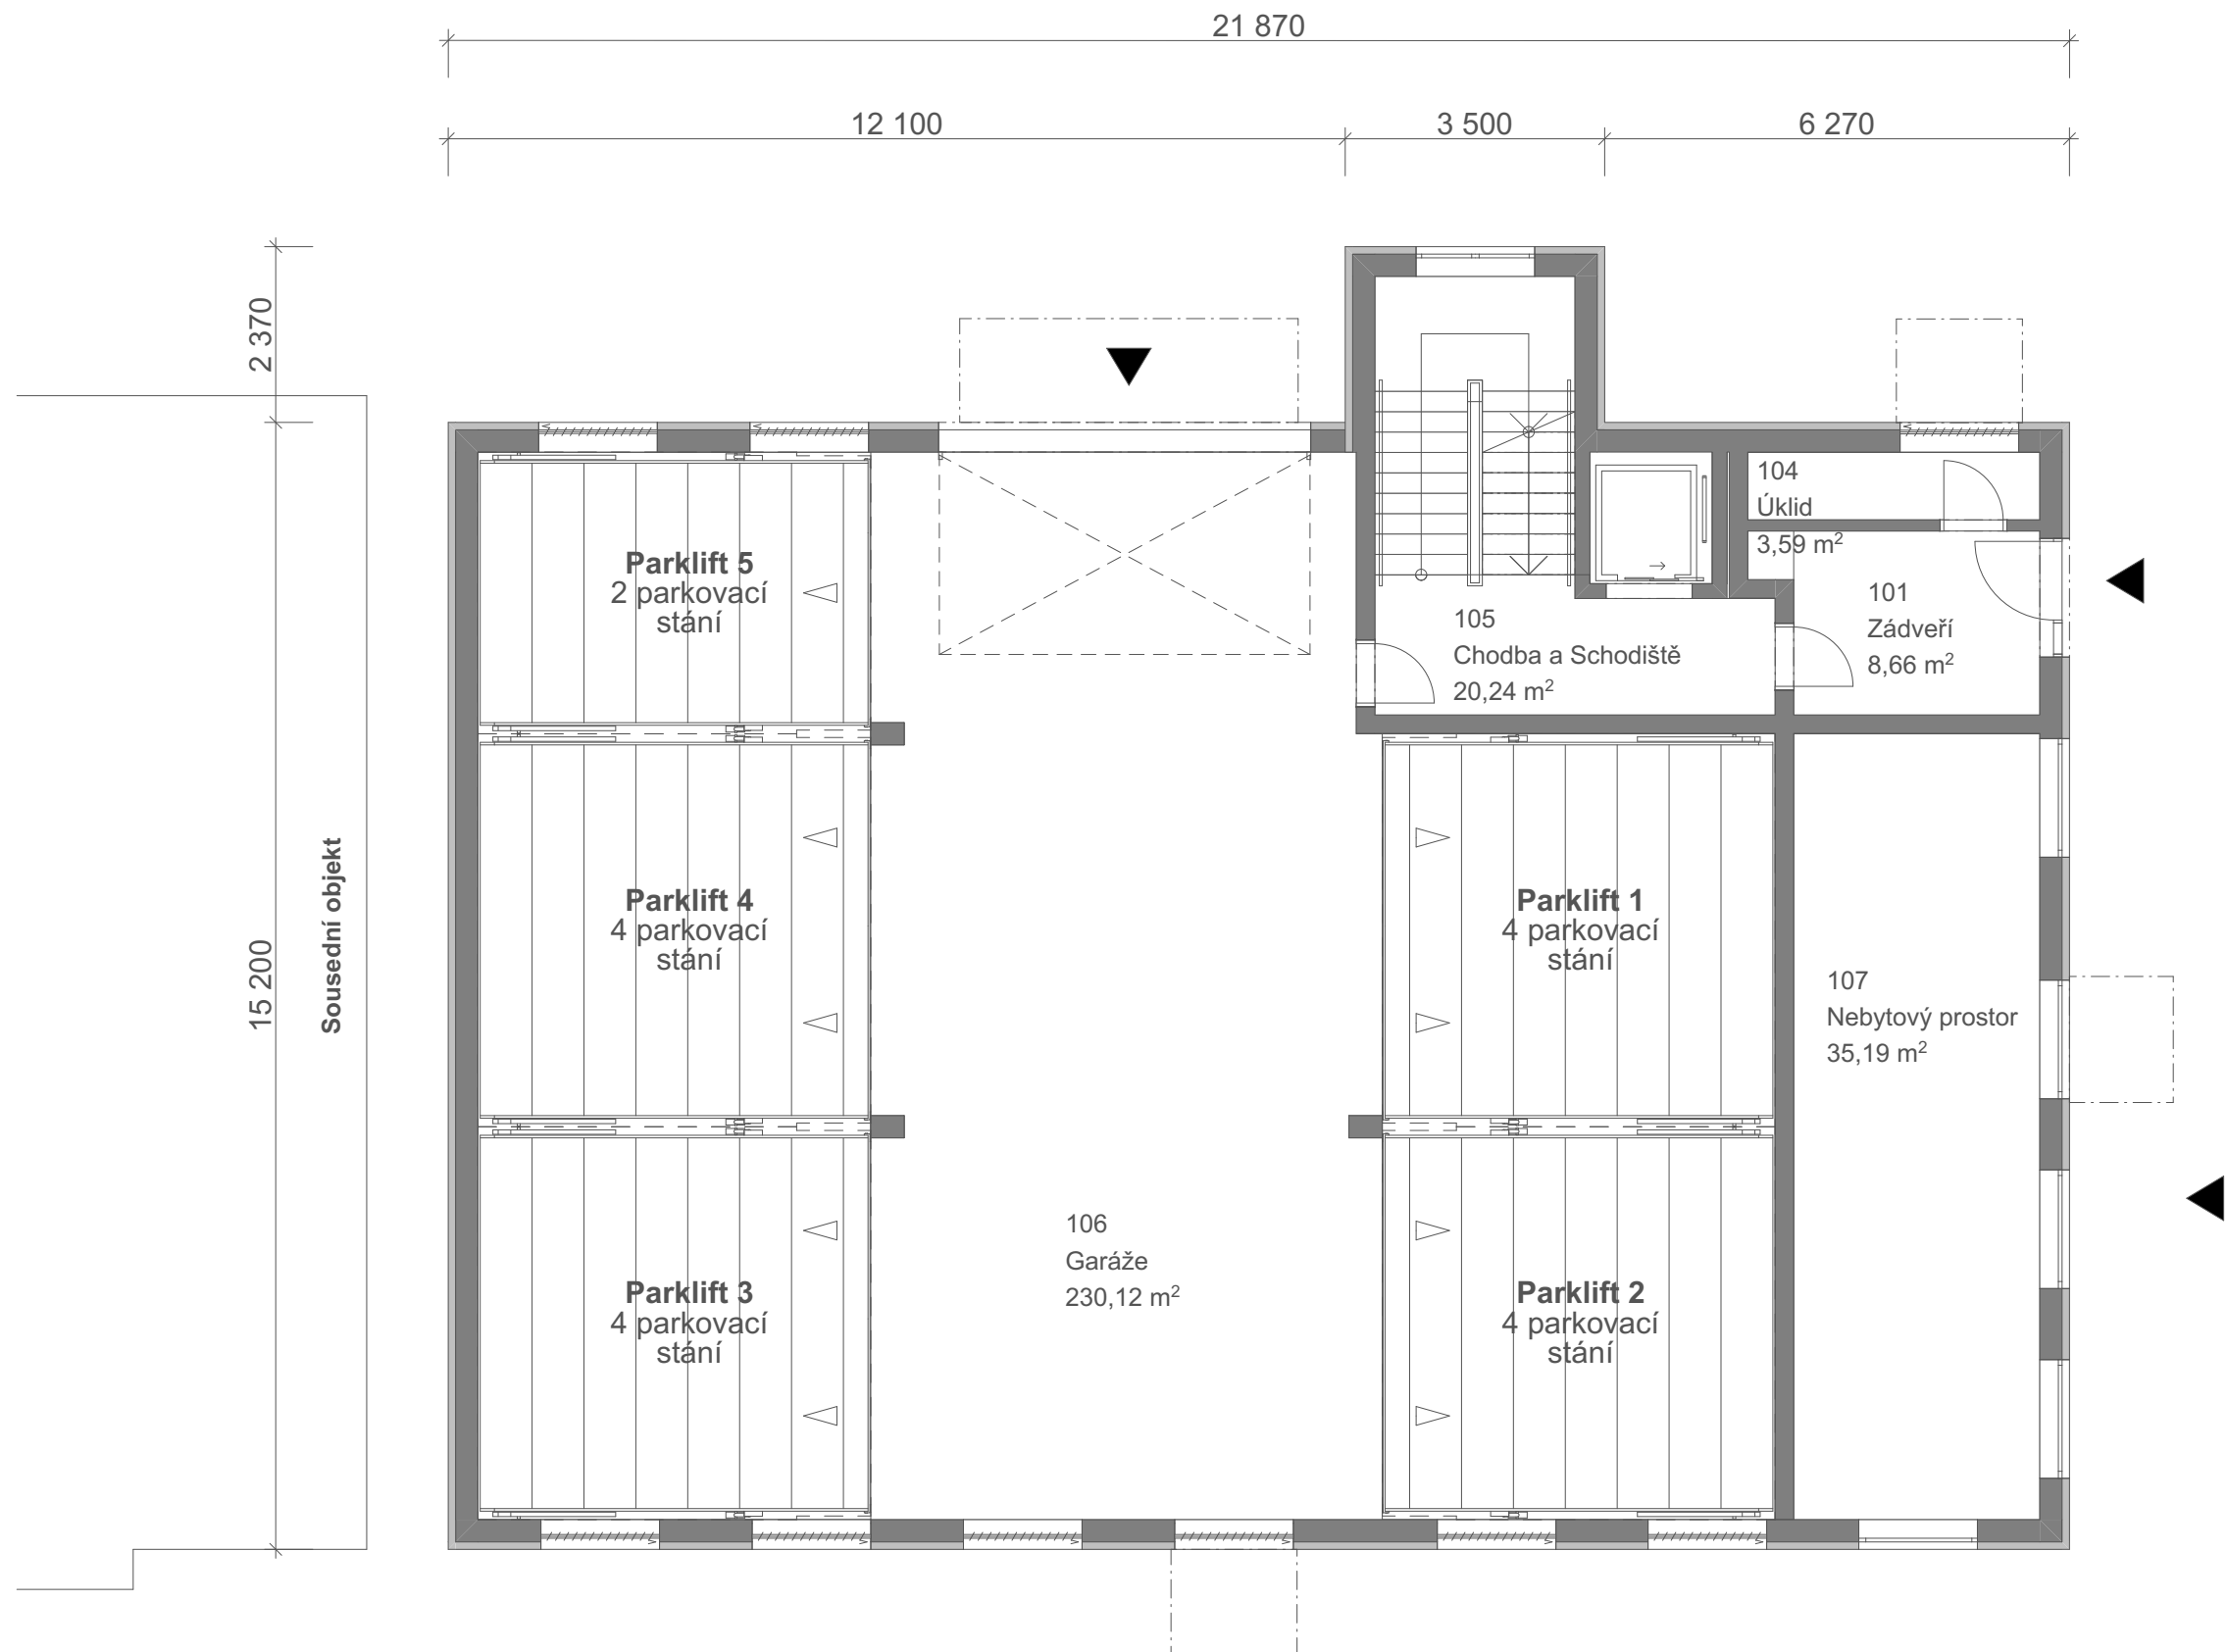 21 870
12 100
3 500
6 270
2 370
15 200
Sousední objekt
Parklift 5
2 parkovací
stání
104
Úklid
3,59 m²
101
Zádveří
8,66 m²
105
Chodba a Schodiště
20,24 m²
Parklift 4
4 parkovací
stání
Parklift 1
4 parkovací
stání
107
Nebytový prostor
35,19 m²
106
Garáže
230,12 m²
Parklift 3
4 parkovací
stání
Parklift 2
4 parkovací
stání